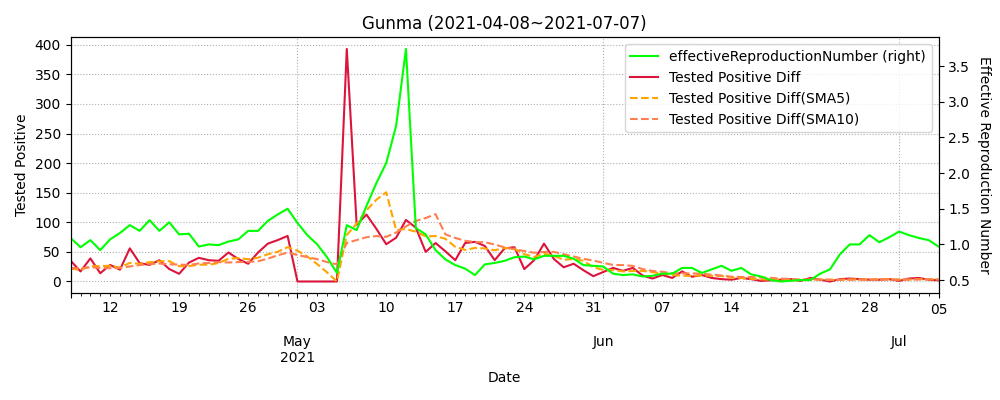 Gunma (2021-04-08~2021-07-07)
effectiveReproductionNumber (right)
Tested Positive Diff
Tested Positive Diff(SMA5)
Tested Positive Diff(SMA10)
Tested Positive
400
350
300
250
200
150
100
50
0
Effective Reproduction Number
3.5
3.0
2.5
2.0
1.5
1.0
0.5
12 19 26 03 10 17 24 31 07 14 21 28 05
May Jun Jul
2021
Date